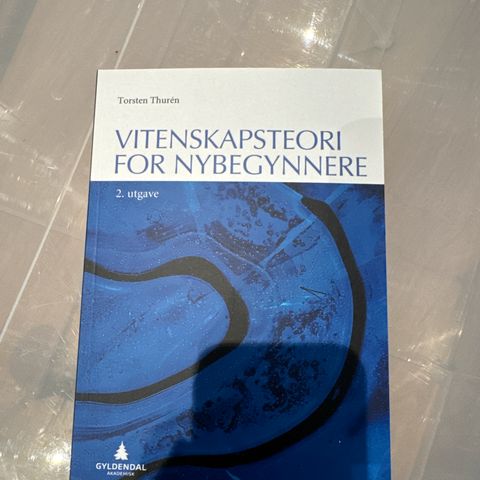 Torsten Thurén
VITENSKAPSTEORI
FOR NYBEGYNNERE
2. utgave
GYLDENDAL
AKADEMISK